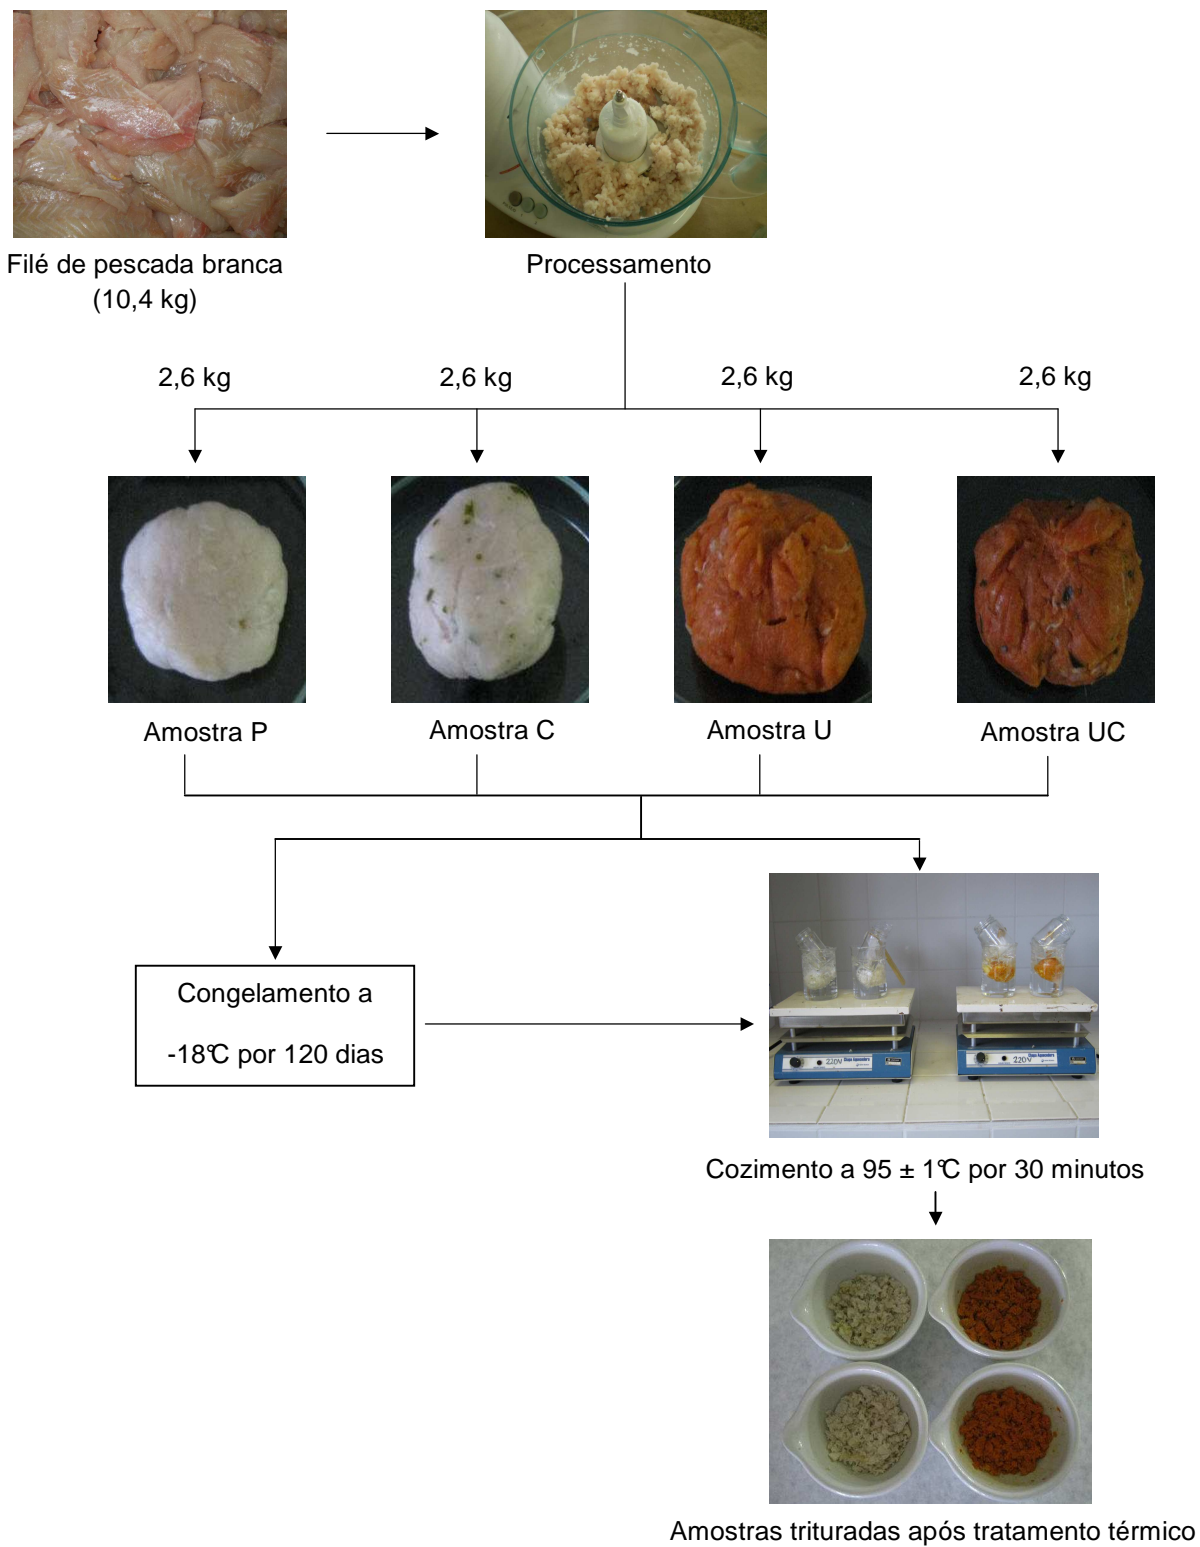 Filé de pescada branca
(10,4 kg)
Processamento
2,6 kg
2,6 kg
2,6 kg
2,6 kg
Amostra P
Amostra C
Amostra U
Amostra UC
Congelamento a
-18°C por 120 dias
220V
220V
Cozimento a 95 ± 1°C por 30 minutos
Amostras trituradas após tratamento térmico